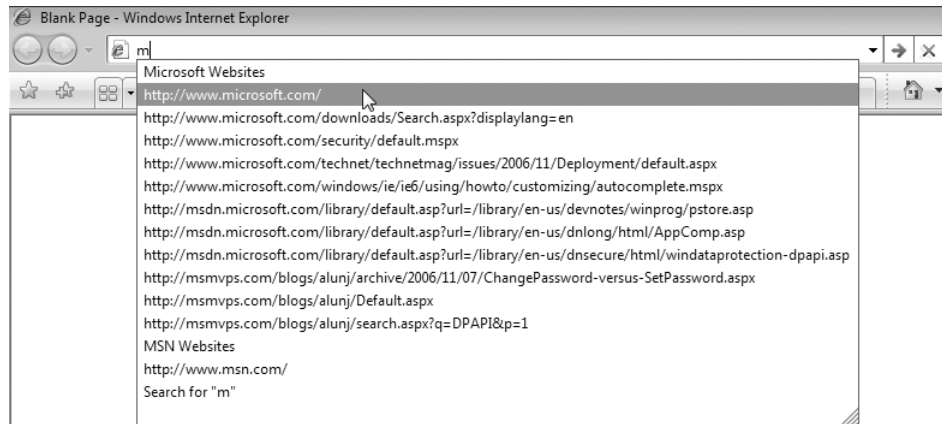 Blank Page - Windows Internet Explorer
m
Microsoft Websites
http://www.microsoft.com/
http://www.microsoft.com/downloads/Search.aspx?displaylang=en
http://www.microsoft.com/security/default.mspx
http://www.microsoft.com/technet/technetmag/issues/2006/11/Deployment/default.aspx
http://www.microsoft.com/windows/ie/ie6/using/howto/customizing/autocomplete.mspx
http://msdn.microsoft.com/library/default.asp?url=/library/en-us/devnotes/winprog/pstore.asp
http://msdn.microsoft.com/library/default.asp?url=/library/en-us/dnlong/html/AppComp.asp
http://msdn.microsoft.com/library/default.asp?url=/library/en-us/dnsecure/html/windataprotection-dpapi.asp
http://msmvps.com/blogs/alunj/archive/2006/11/07/ChangePassword-versus-SetPassword.aspx
http://msmvps.com/blogs/alunj/Default.aspx
http://msmvps.com/blogs/alunj/search.aspx?q=DPAPI&p=1
MSN Websites
http://www.msn.com/
Search for "m"